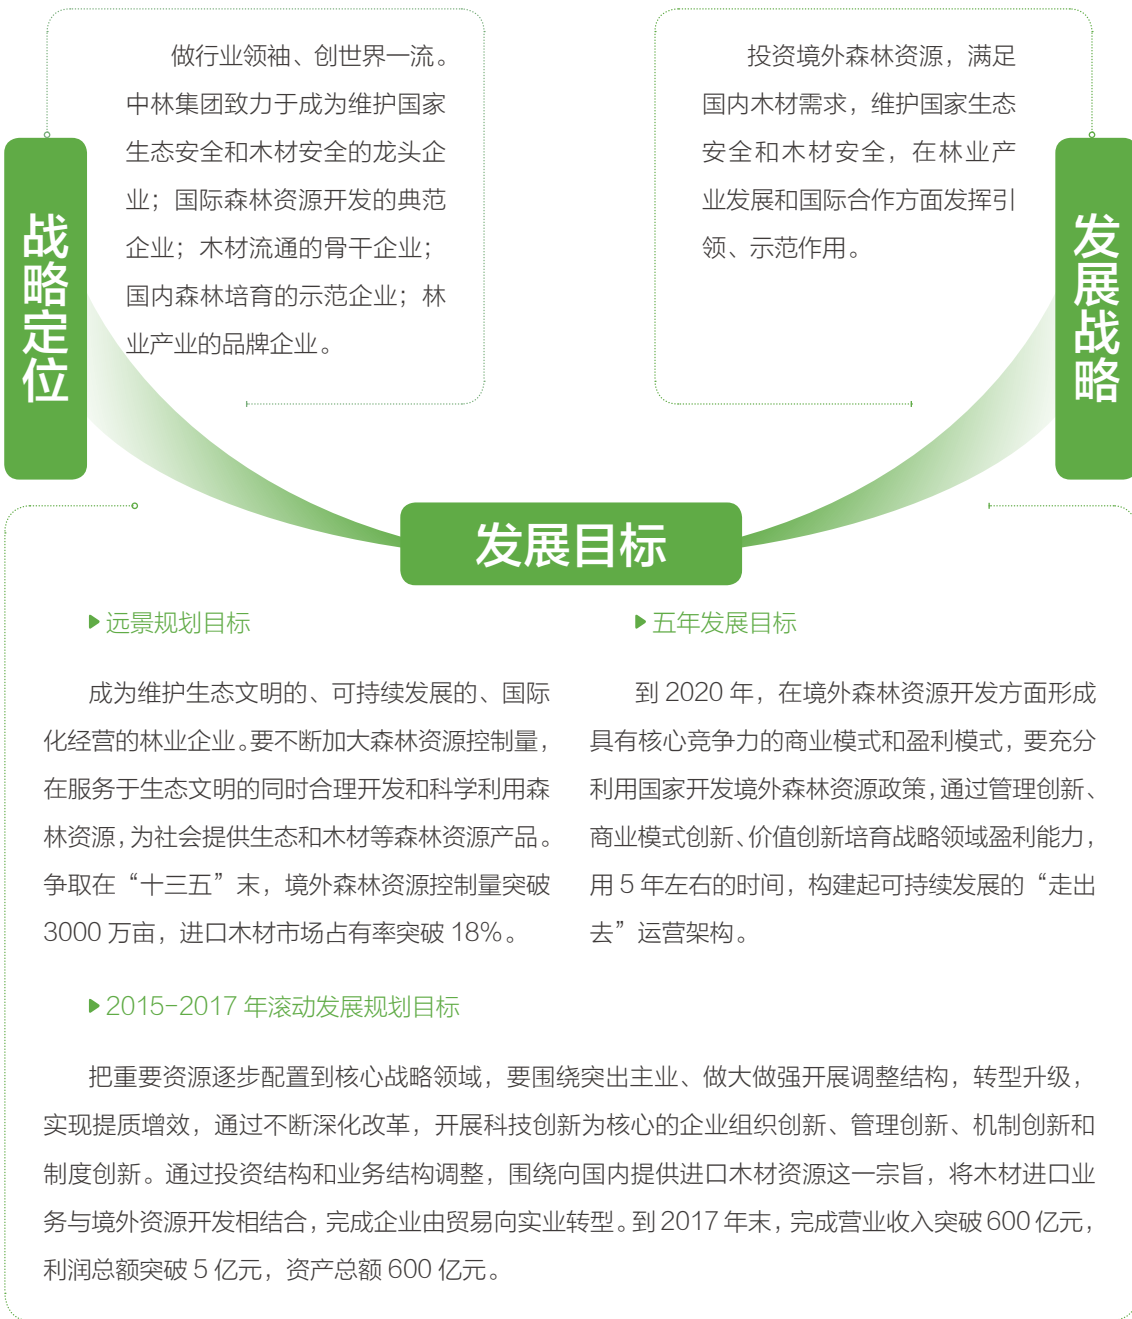 战略定位
做行业领袖、创世界一流。
中林集团致力于成为维护国家
生态安全和木材安全的龙头企
业；国际森林资源开发的典范
企业；木材流通的骨干企业；
国内森林培育的示范企业；林
业产业的品牌企业。
发展战略
投资境外森林资源，满足
国内木材需求，维护国家生态
安全和木材安全，在林业产
业发展和国际合作方面发挥引
领、示范作用。
发展目标
远景规划目标
成为维护生态文明的、可持续发展的、国际
化经营的林业企业。要不断加大森林资源控制量，
在服务于生态文明的同时合理开发和科学利用森
林资源，为社会提供生态和木材等森林资源产品。
争取在“十三五”末，境外森林资源控制量突破
3000 万亩，进口木材市场占有率突破 18%。
五年发展目标
到 2020 年，在境外森林资源开发方面形成
具有核心竞争力的商业模式和盈利模式，要充分
利用国家开发境外森林资源政策，通过管理创新、
商业模式创新、价值创新培育战略领域盈利能力，
用 5 年左右的时间，构建起可持续发展的“走出
去”运营架构。
2015-2017 年滚动发展规划目标
把重要资源逐步配置到核心战略领域，要围绕突出主业、做大做强开展调整结构，转型升级，
实现提质增效，通过不断深化改革，开展科技创新为核心的企业组织创新、管理创新、机制创新和
制度创新。通过投资结构和业务结构调整，围绕向国内提供进口木材资源这一宗旨，将木材进口业
务与境外资源开发相结合，完成企业由贸易向实业转型。到 2017 年末，完成营业收入突破 600 亿元，
利润总额突破 5 亿元，资产总额 600 亿元。